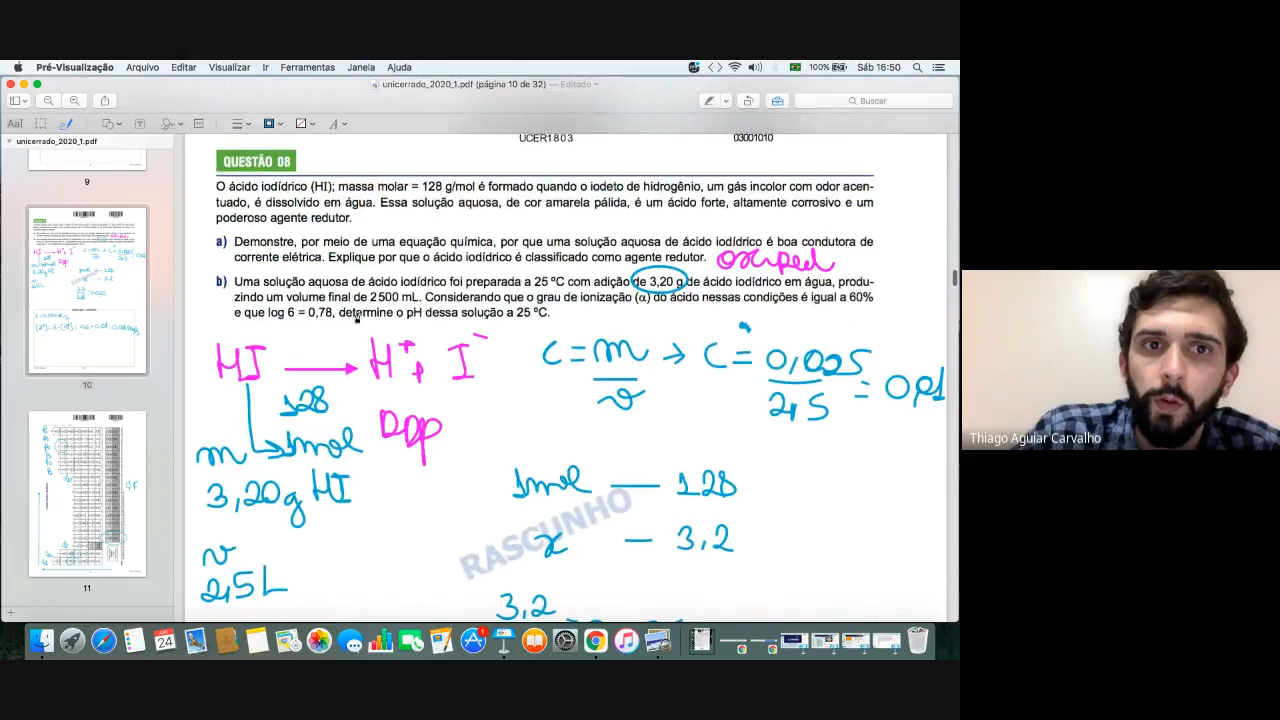 Pré-Visualização Arquivo Editar Visualizar Ir Ferramentas Janela Ajuda 100% Sáb 16:50
unicerrado_2020_1.pdf (página 10 de 32) — Editado
Buscar
unicerrado_2020_1.pdf
9
10
11
UCER1803 03001010
QUESTÃO 08
O ácido iodídrico (HI); massa molar = 128 g/mol é formado quando o iodeto de hidrogênio, um gás incolor com odor acen-
tuado, é dissolvido em água. Essa solução aquosa, de cor amarela pálida, é um ácido forte, altamente corrosivo e um
poderoso agente redutor.
a) Demonstre, por meio de uma equação química, por que uma solução aquosa de ácido iodídrico é boa condutora de
corrente elétrica. Explique por que o ácido iodídrico é classificado como agente redutor.
b) Uma solução aquosa de ácido iodídrico foi preparada a 25 ºC com adição de 3,20 g de ácido iodídrico em água, produ-
zindo um volume final de 2 500 mL. Considerando que o grau de ionização (α) do ácido nessas condições é igual a 60%
e que log 6 = 0,78, determine o pH dessa solução a 25 ºC.
HI → H⁺ + I⁻
C = m/v → C = 0,025/2,5 = 0,01
128
m → 1mol
3,20g HI
1mol — 128
x — 3,2
RASCUNHO
v
2,5L
3,2
Thiago Aguiar Carvalho